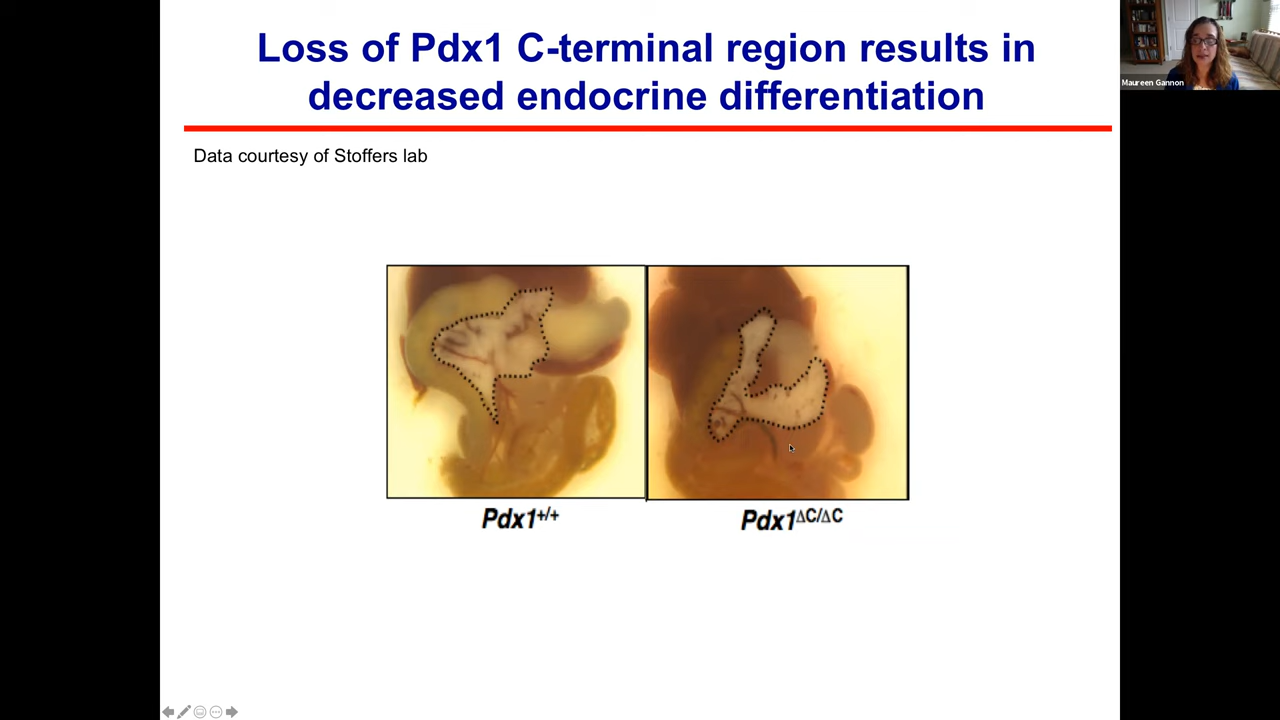 Loss of Pdx1 C-terminal region results in
decreased endocrine differentiation
Maureen Gannon
Data courtesy of Stoffers lab
Pdx1+/+
Pdx1ΔC/ΔC